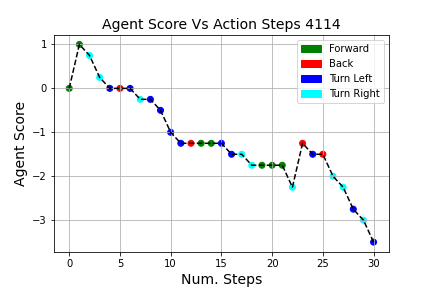 Agent Score Vs Action Steps 4114
Forward
Back
Turn Left
Turn Right
Agent Score
1
0
−1
−2
−3
0 5 10 15 20 25 30
Num. Steps